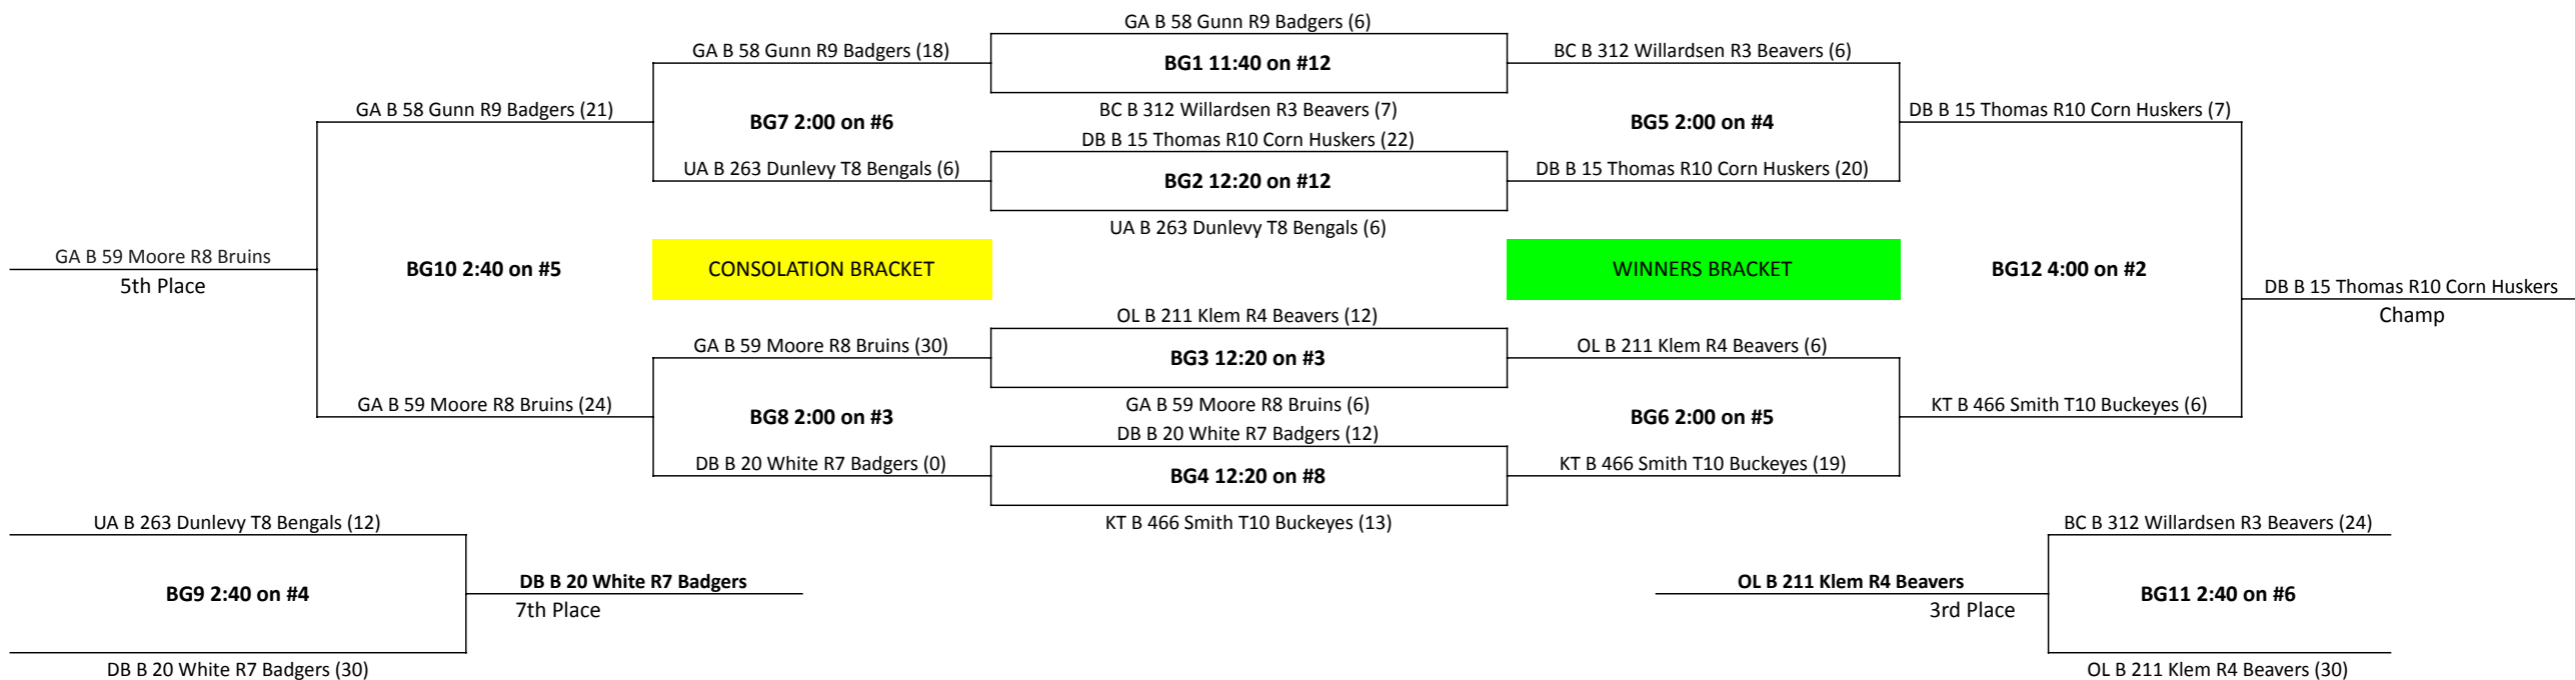 GA B 58 Gunn R9 Badgers (6)
GA B 58 Gunn R9 Badgers (18)
BG1 11:40 on #12
BC B 312 Willardsen R3 Beavers (6)
GA B 58 Gunn R9 Badgers (21)
BG7 2:00 on #6
BC B 312 Willardsen R3 Beavers (7)
BG5 2:00 on #4
DB B 15 Thomas R10 Corn Huskers (7)
DB B 15 Thomas R10 Corn Huskers (22)
UA B 263 Dunlevy T8 Bengals (6)
BG2 12:20 on #12
DB B 15 Thomas R10 Corn Huskers (20)
UA B 263 Dunlevy T8 Bengals (6)
GA B 59 Moore R8 Bruins
5th Place
BG10 2:40 on #5
CONSOLATION BRACKET
WINNERS BRACKET
BG12 4:00 on #2
DB B 15 Thomas R10 Corn Huskers
Champ
OL B 211 Klem R4 Beavers (12)
GA B 59 Moore R8 Bruins (30)
BG3 12:20 on #3
OL B 211 Klem R4 Beavers (6)
GA B 59 Moore R8 Bruins (24)
BG8 2:00 on #3
GA B 59 Moore R8 Bruins (6)
BG6 2:00 on #5
KT B 466 Smith T10 Buckeyes (6)
DB B 20 White R7 Badgers (12)
DB B 20 White R7 Badgers (0)
BG4 12:20 on #8
KT B 466 Smith T10 Buckeyes (19)
KT B 466 Smith T10 Buckeyes (13)
UA B 263 Dunlevy T8 Bengals (12)
BC B 312 Willardsen R3 Beavers (24)
BG9 2:40 on #4
DB B 20 White R7 Badgers
7th Place
OL B 211 Klem R4 Beavers
3rd Place
BG11 2:40 on #6
DB B 20 White R7 Badgers (30)
OL B 211 Klem R4 Beavers (30)